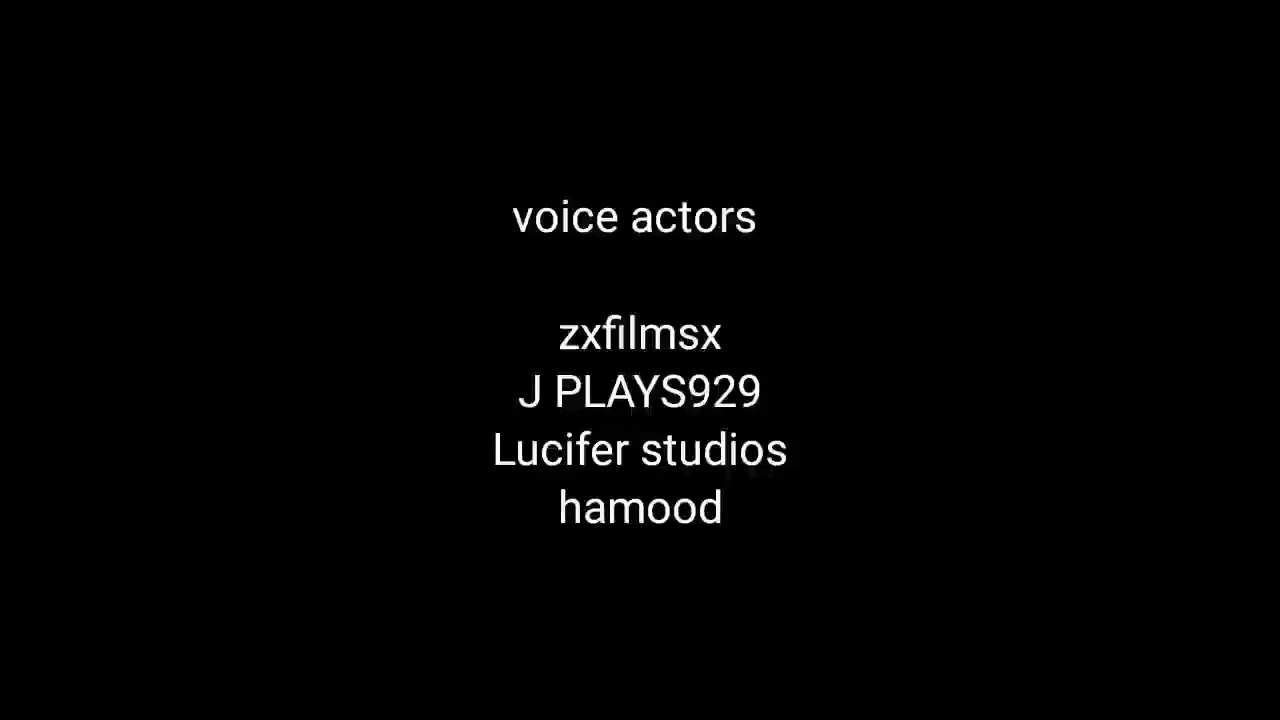 voice actors
zxfilmsx
J PLAYS929
Lucifer studios
hamood